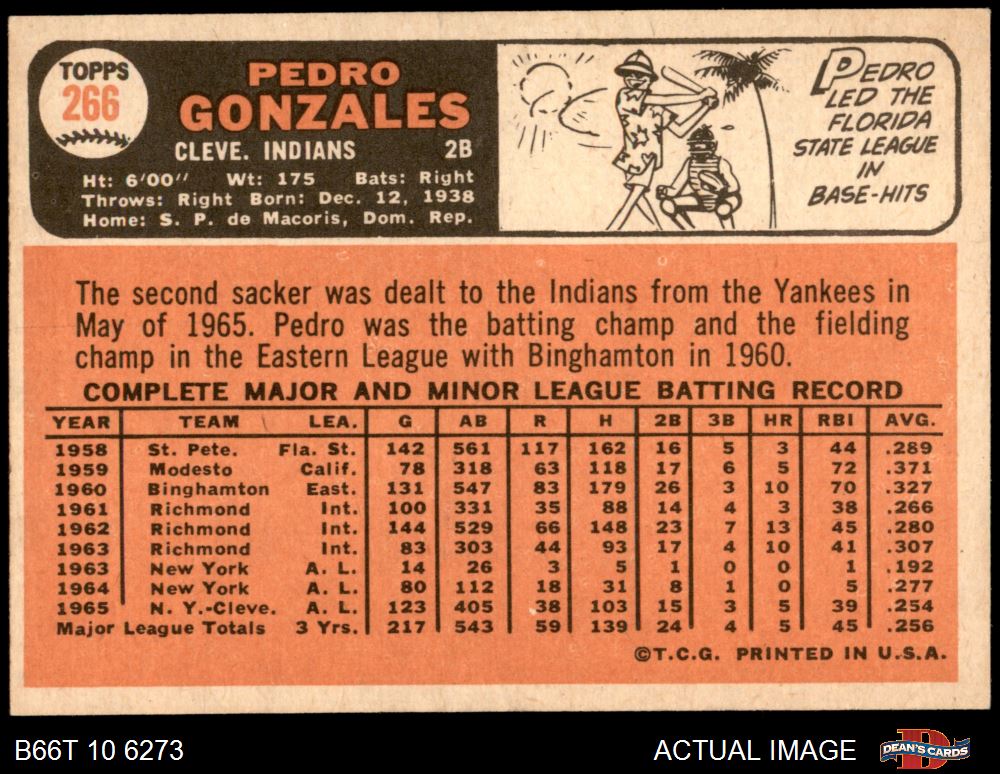 TOPPS
266
PEDRO
GONZALES
CLEVE. INDIANS 2B
Ht: 6'00" Wt: 175 Bats: Right
Throws: Right Born: Dec. 12, 1938
Home: S. P. de Macoris, Dom. Rep.
PEDRO
LED THE
FLORIDA
STATE LEAGUE
IN
BASE-HITS
The second sacker was dealt to the Indians from the Yankees in
May of 1965. Pedro was the batting champ and the fielding
champ in the Eastern League with Binghamton in 1960.
COMPLETE MAJOR AND MINOR LEAGUE BATTING RECORD
YEAR TEAM LEA. G AB R H 2B 3B HR RBI AVG.
1958 St. Pete. Fla. St. 142 561 117 162 16 5 3 44 .289
1959 Modesto Calif. 78 318 63 118 17 6 5 72 .371
1960 Binghamton East. 131 547 83 179 26 3 10 70 .327
1961 Richmond Int. 100 331 35 88 14 4 3 38 .266
1962 Richmond Int. 144 529 66 148 23 7 13 45 .280
1963 Richmond Int. 83 303 44 93 17 4 10 41 .307
1963 New York A. L. 14 26 3 5 1 0 0 1 .192
1964 New York A. L. 80 112 18 31 8 1 0 5 .277
1965 N. Y.-Cleve. A. L. 123 405 38 103 15 3 5 39 .254
Major League Totals 3 Yrs. 217 543 59 139 24 4 5 45 .256
©T.C.G. PRINTED IN U.S.A.
B66T 10 6273 ACTUAL IMAGE DEAN'S CARDS